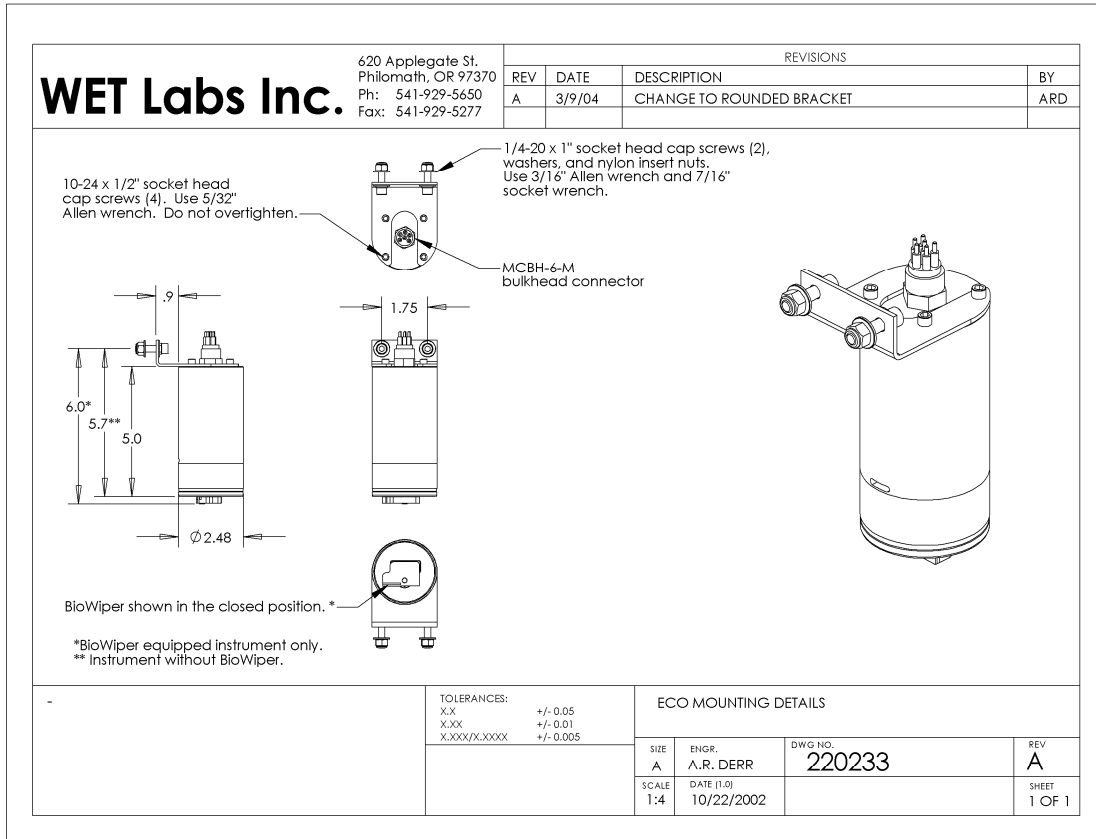 WET Labs Inc.
620 Applegate St.
Philomath, OR 97370
Ph: 541-929-5650
Fax: 541-929-5277
REVISIONS
REV DATE DESCRIPTION BY
A 3/9/04 CHANGE TO ROUNDED BRACKET ARD
10-24 x 1/2" socket head
cap screws (4). Use 5/32"
Allen wrench. Do not overtighten.
1/4-20 x 1" socket head cap screws (2),
washers, and nylon insert nuts.
Use 3/16" Allen wrench and 7/16"
socket wrench.
MCBH-6-M
bulkhead connector
.9
1.75
6.0*
5.7**
5.0
Ø2.48
BioWiper shown in the closed position. *
*BioWiper equipped instrument only.
** Instrument without BioWiper.
-
TOLERANCES:
X.X +/- 0.05
X.XX +/- 0.01
X.XXX/X.XXXX +/- 0.005
ECO MOUNTING DETAILS
SIZE ENGR. DWG NO. REV
A A.R. DERR 220233 A
SCALE DATE (1.0) SHEET
1:4 10/22/2002 1 OF 1